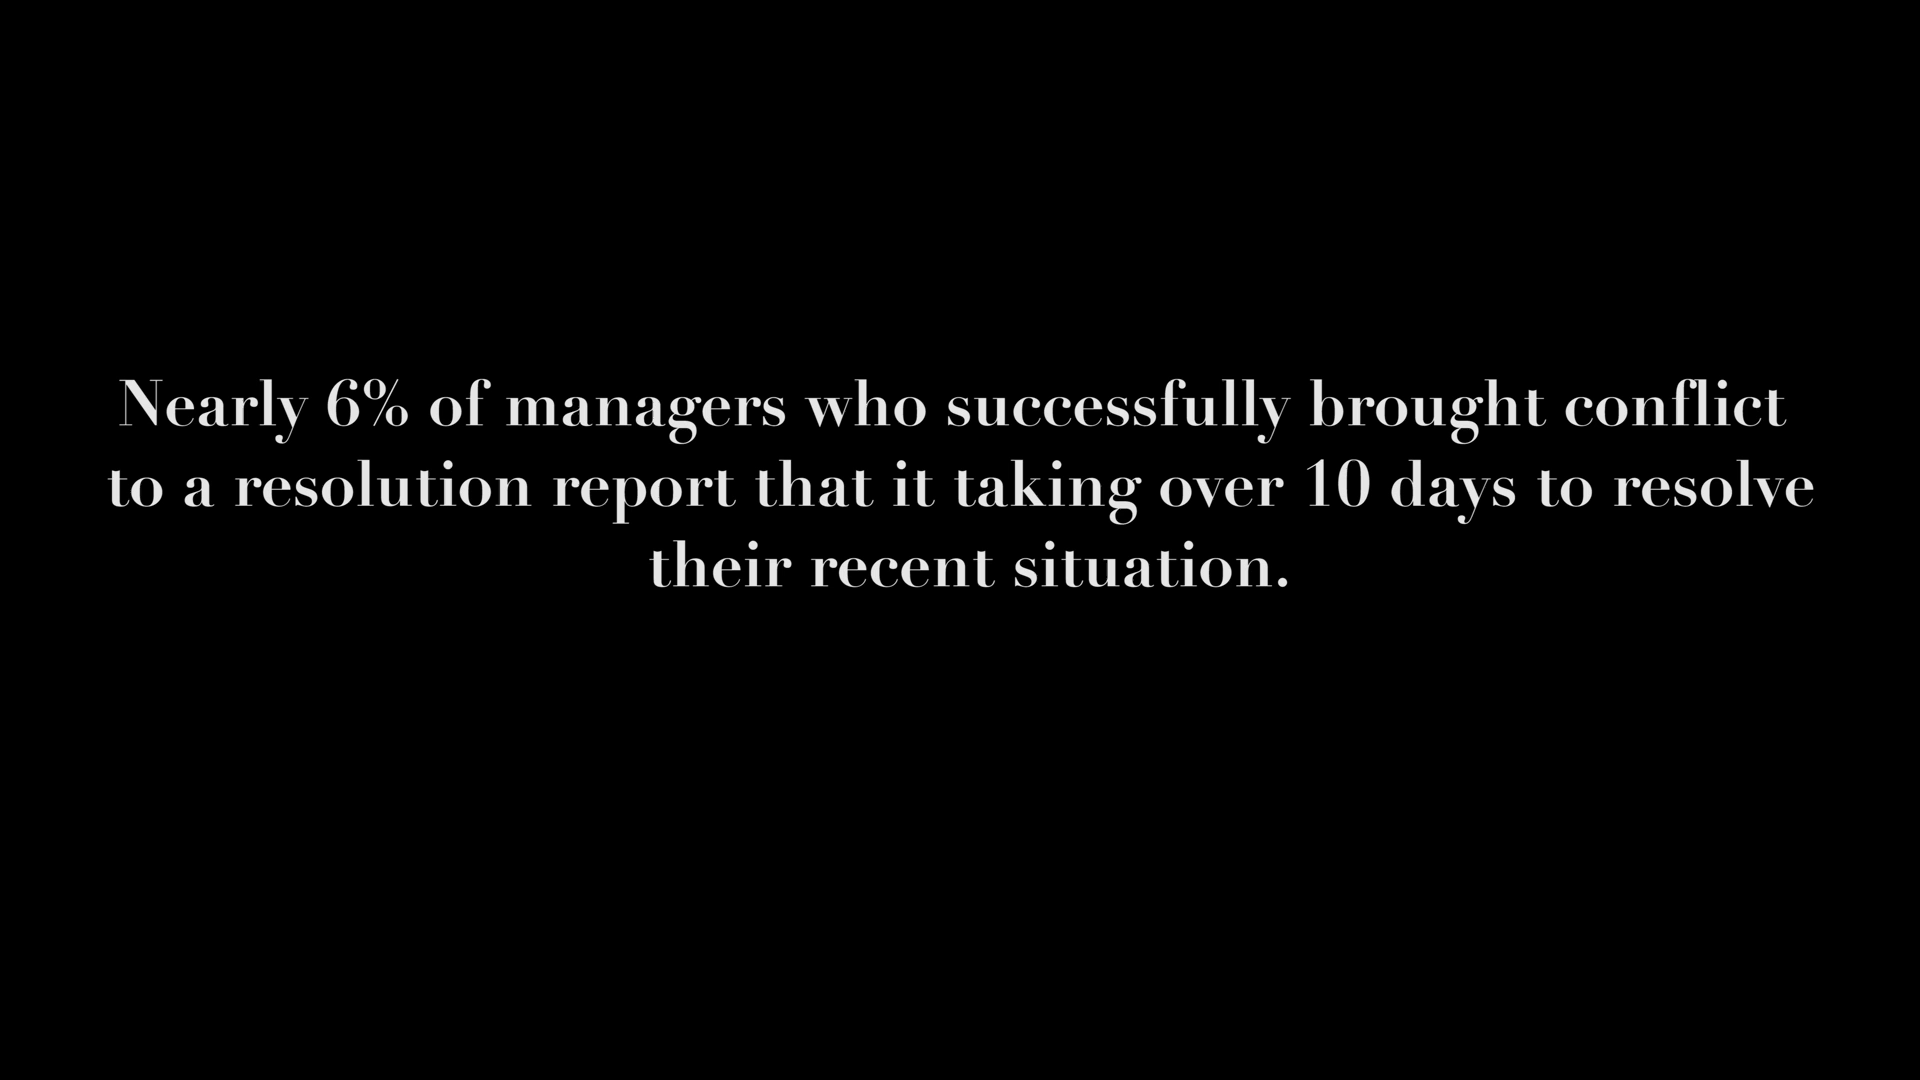 Nearly 6% of managers who successfully brought conflict
to a resolution report that it taking over 10 days to resolve
their recent situation.